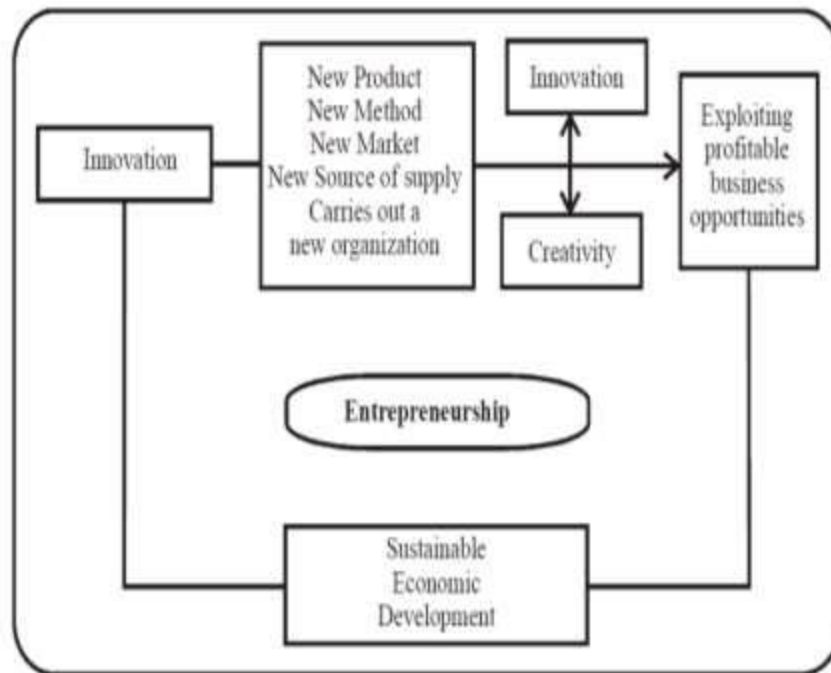 Innovation
New Product
New Method
New Market
New Source of supply
Carries out a
new organization
Innovation
Creativity
Exploiting
profitable
business
opportunities
Entrepreneurship
Sustainable
Economic
Development